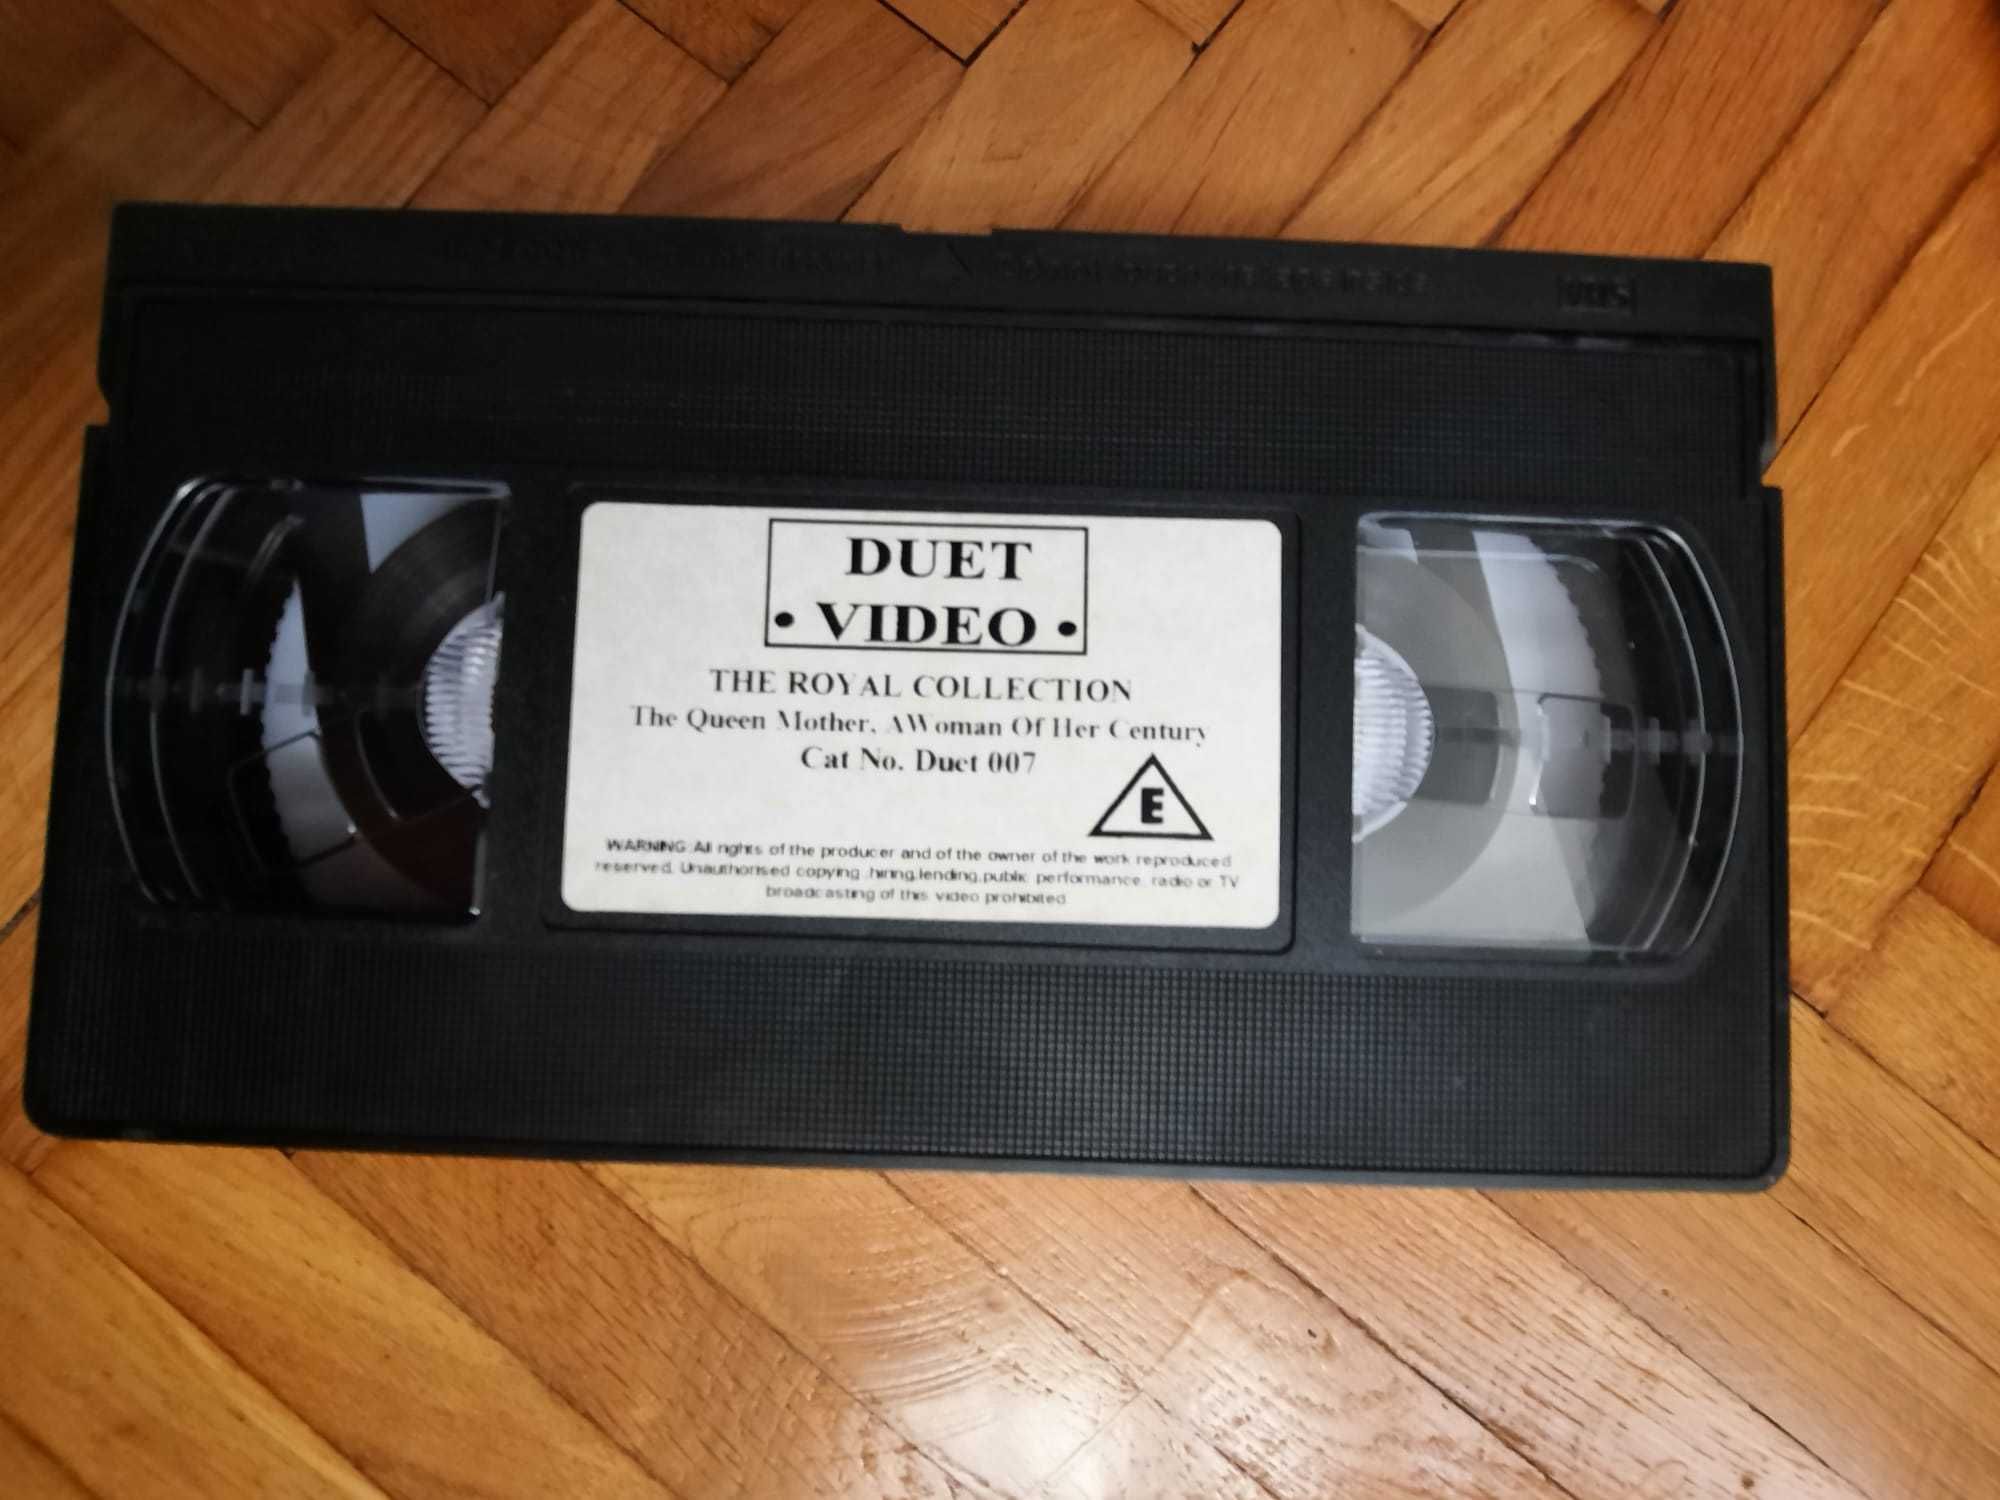 VHS
DUET
• VIDEO •
THE ROYAL COLLECTION
The Queen Mother, A Woman Of Her Century
Cat No. Duet 007
E
WARNING: All rights of the producer and of the owner of the work reproduced
reserved. Unauthorised copying ,hiring,lending,public performance, radio or TV
broadcasting of this video prohibited